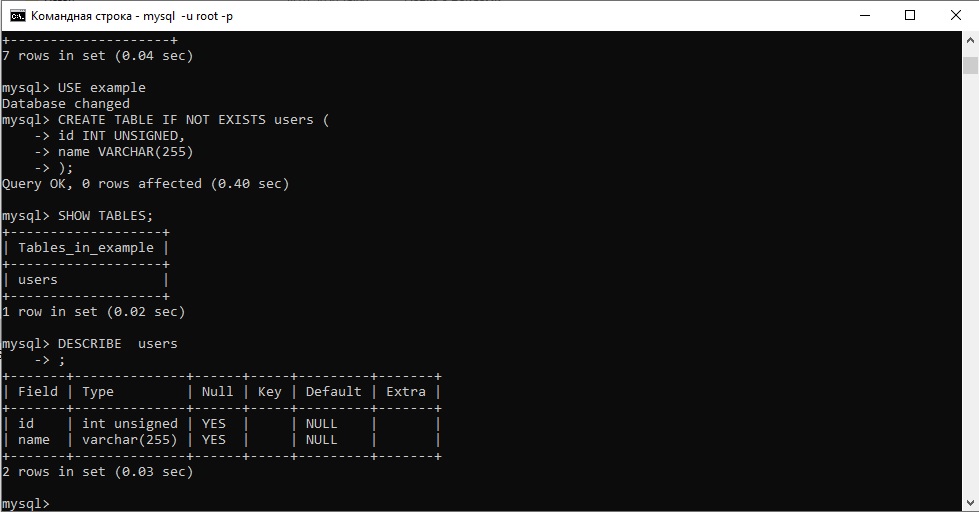 Командная строка - mysql  -u root -p
+--------------------+
7 rows in set (0.04 sec)
mysql> USE example
Database changed
mysql> CREATE TABLE IF NOT EXISTS users (
    -> id INT UNSIGNED,
    -> name VARCHAR(255)
    -> );
Query OK, 0 rows affected (0.40 sec)
mysql> SHOW TABLES;
+-------------------+
| Tables_in_example |
+-------------------+
| users             |
+-------------------+
1 row in set (0.02 sec)
mysql> DESCRIBE  users
    -> ;
+-------+--------------+------+-----+---------+-------+
| Field | Type         | Null | Key | Default | Extra |
+-------+--------------+------+-----+---------+-------+
| id    | int unsigned | YES  |     | NULL    |       |
| name  | varchar(255) | YES  |     | NULL    |       |
+-------+--------------+------+-----+---------+-------+
2 rows in set (0.03 sec)
mysql>